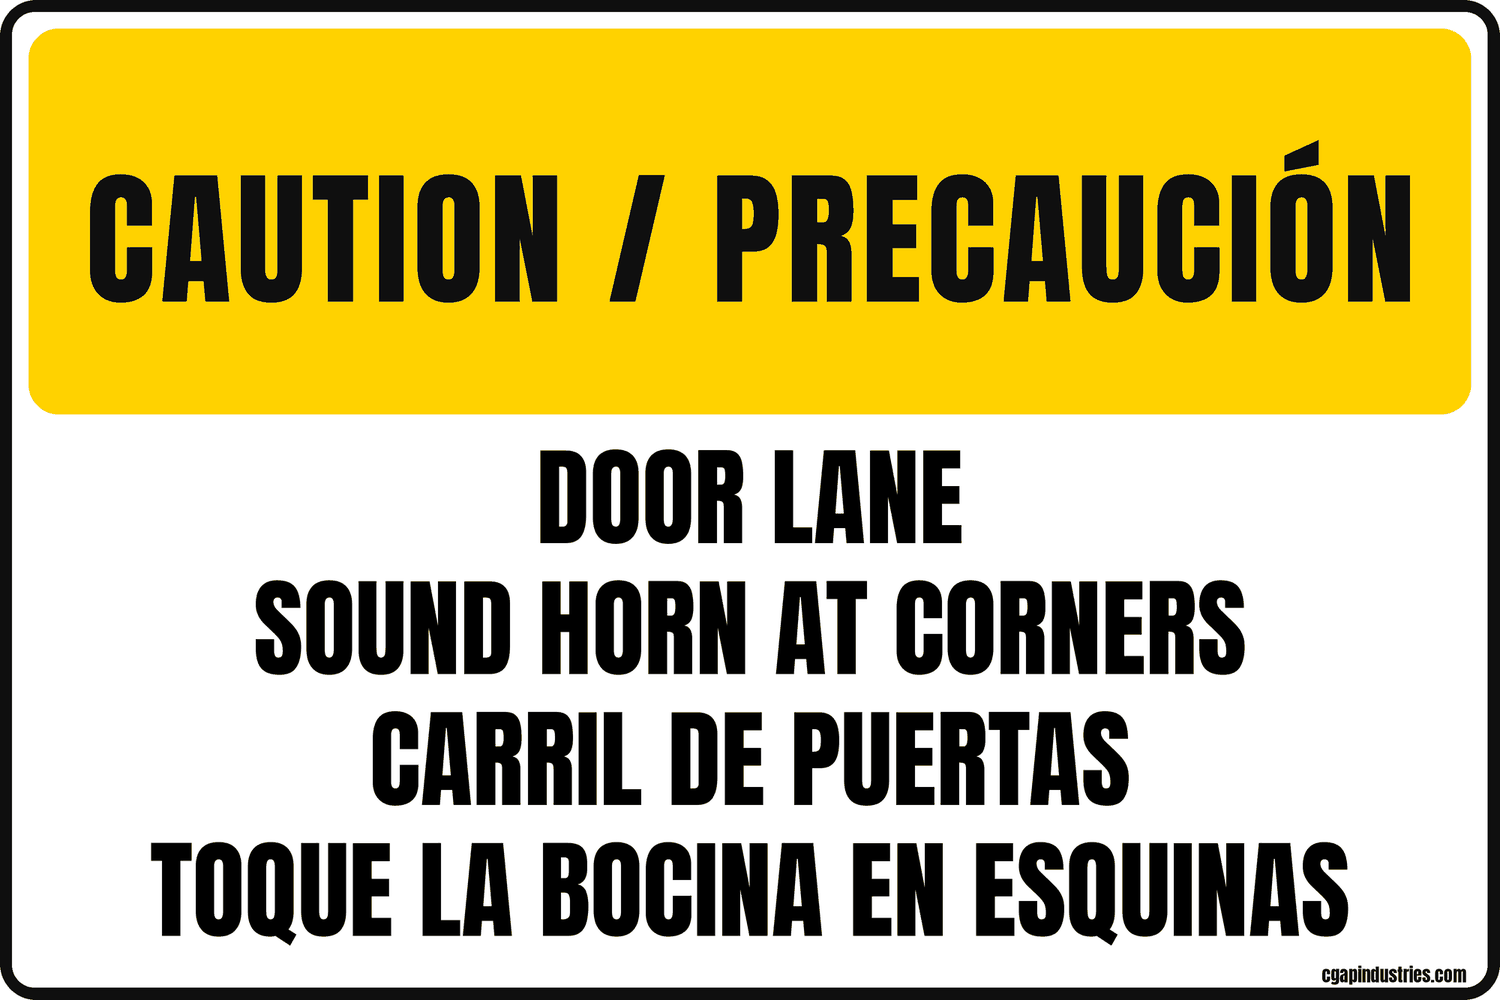 CAUTION / PRECAUCIÓN
DOOR LANE
SOUND HORN AT CORNERS
CARRIL DE PUERTAS
TOQUE LA BOCINA EN ESQUINAS
cgapindustries.com